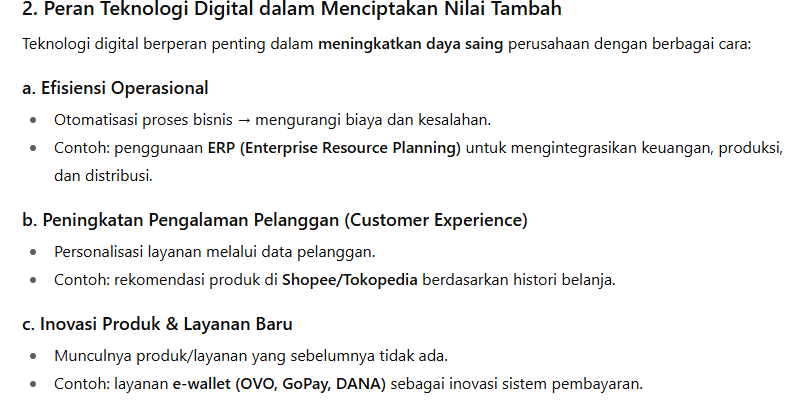 2. Peran Teknologi Digital dalam Menciptakan Nilai Tambah
Teknologi digital berperan penting dalam meningkatkan daya saing perusahaan dengan berbagai cara:
a. Efisiensi Operasional
• Otomatisasi proses bisnis → mengurangi biaya dan kesalahan.
• Contoh: penggunaan ERP (Enterprise Resource Planning) untuk mengintegrasikan keuangan, produksi,
dan distribusi.
b. Peningkatan Pengalaman Pelanggan (Customer Experience)
• Personalisasi layanan melalui data pelanggan.
• Contoh: rekomendasi produk di Shopee/Tokopedia berdasarkan histori belanja.
c. Inovasi Produk & Layanan Baru
• Munculnya produk/layanan yang sebelumnya tidak ada.
• Contoh: layanan e-wallet (OVO, GoPay, DANA) sebagai inovasi sistem pembayaran.